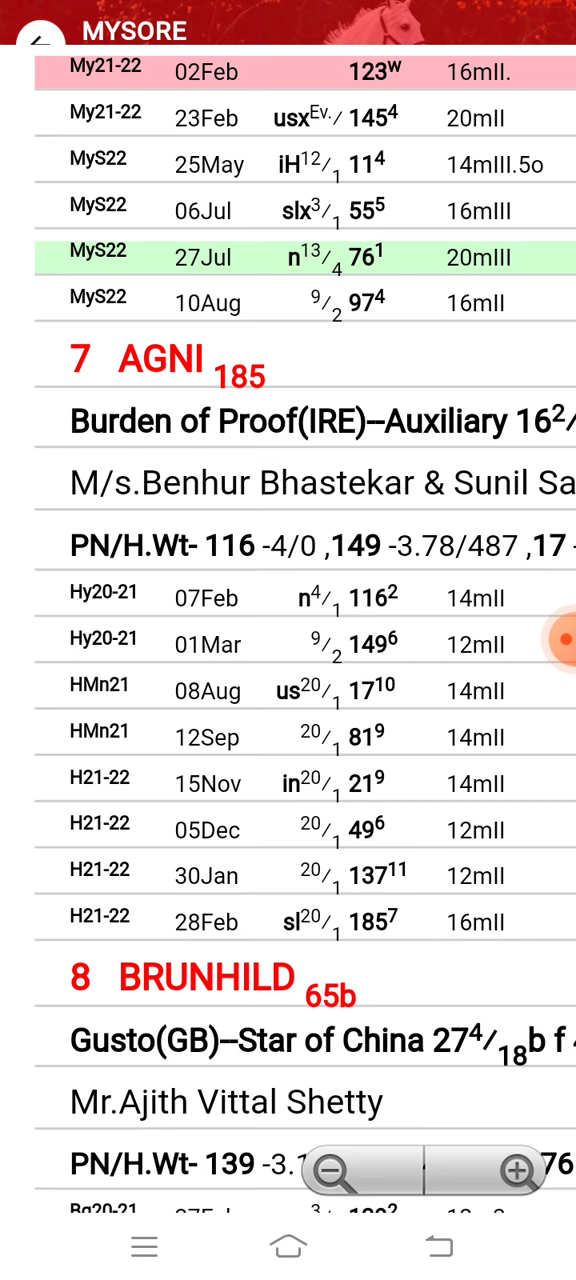 MYSORE
My21-22 02Feb 123w 16mII.
My21-22 23Feb usxEv./ 1454 20mII
MyS22 25May iH12/1 114 14mIII.5o
MyS22 06Jul slx3/1 555 16mIII
MyS22 27Jul n13/4 761 20mIII
MyS22 10Aug 9/2 974 16mII
7 AGNI 185
Burden of Proof(IRE)--Auxiliary 162/
M/s.Benhur Bhastekar & Sunil Sa
PN/H.Wt- 116 -4/0 ,149 -3.78/487 ,17 -
Hy20-21 07Feb n4/1 1162 14mII
Hy20-21 01Mar 9/2 1496 12mII
HMn21 08Aug us20/1 1710 14mII
HMn21 12Sep 20/1 819 14mII
H21-22 15Nov in20/1 219 14mII
H21-22 05Dec 20/1 496 12mII
H21-22 30Jan 20/1 13711 12mII
H21-22 28Feb sl20/1 1857 16mII
8 BRUNHILD 65b
Gusto(GB)--Star of China 274/18b f
Mr.Ajith Vittal Shetty
PN/H.Wt- 139 -3. 76